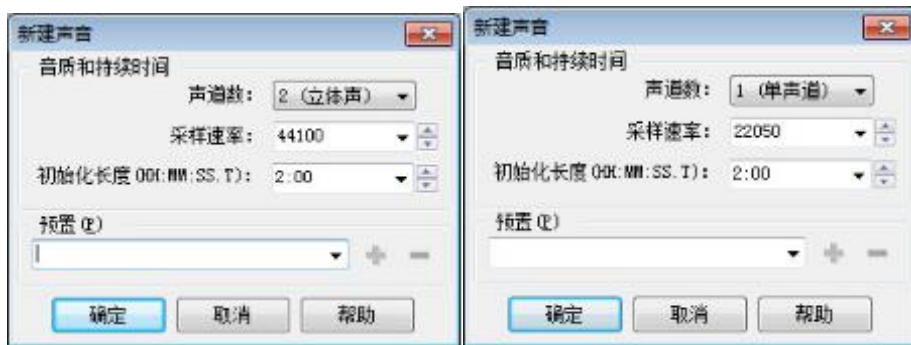 新建声音
音质和持续时间
声道数: 2 (立体声)
采样速率: 44100
初始化长度(HH:MM:SS.T): 2:00
预置(P)
确定 取消 帮助
新建声音
音质和持续时间
声道数: 1 (单声道)
采样速率: 22050
初始化长度(HH:MM:SS.T): 2:00
预置(P)
确定 取消 帮助